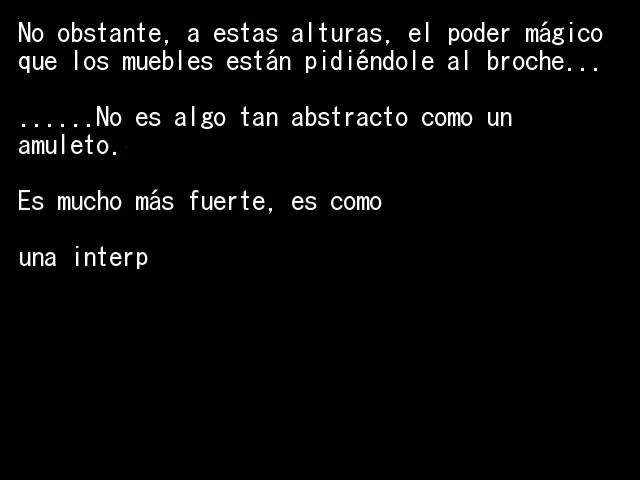 No obstante, a estas alturas, el poder mágico
que los muebles están pidiéndole al broche...
......No es algo tan abstracto como un
amuleto.
Es mucho más fuerte, es como
una interp